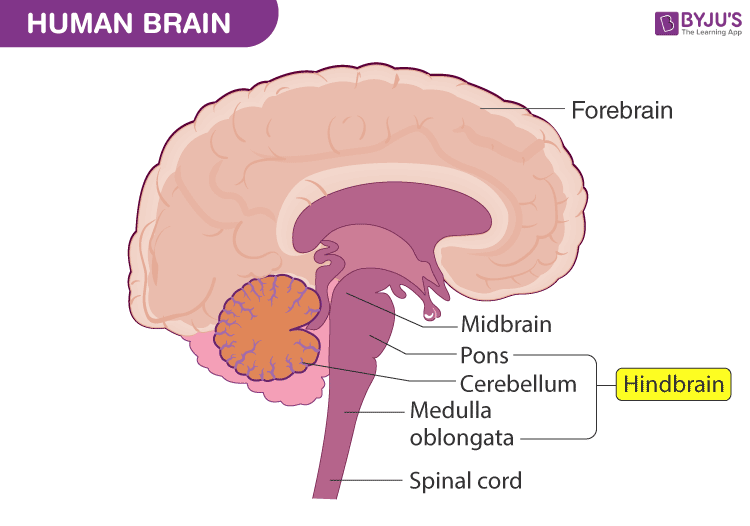 HUMAN BRAIN
BYJU'S
The Learning App
Forebrain
Midbrain
Pons
Cerebellum
Hindbrain
Medulla
oblongata
Spinal cord